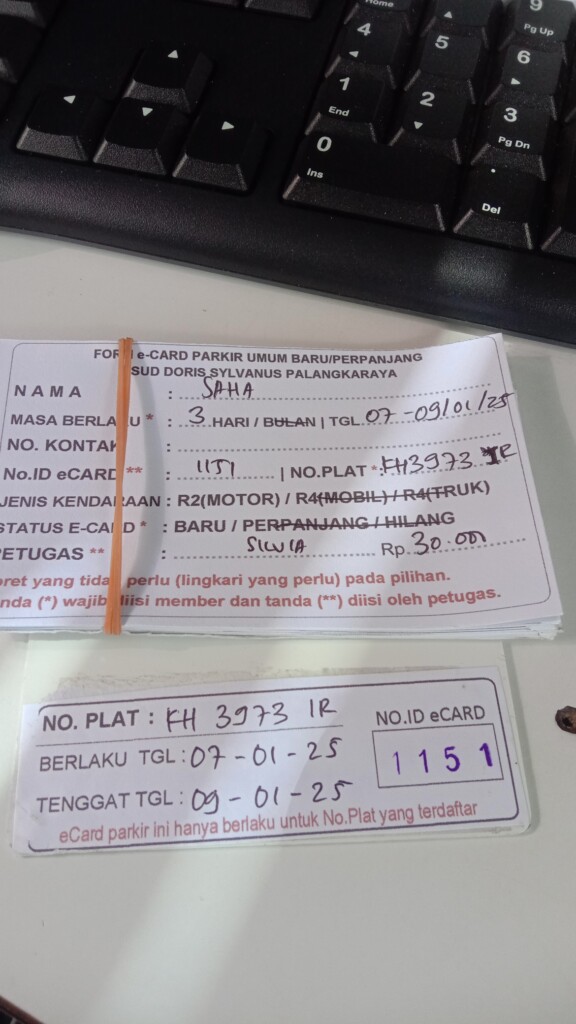 Home
9
Pg Up
4
5
6
1
End
2
3
Pg Dn
0
Ins
.
Del
FOR e-CARD PARKIR UMUM BARU/PERPANJANG
SUD DORIS SYLVANUS PALANGKARAYA
NAMA : SAHA
MASA BERLA U * : 3 HARI / BULAN | TGL. 07 - 09/01/25
NO. KONTAK :
No.ID eCARD ** : 1151 | NO.PLAT *: KH3973 IR
JENIS KENDARAAN : R2(MOTOR) / R4(MOBIL) / R4(TRUK)
STATUS E-CARD * : BARU / PERPANJANG / HILANG
PETUGAS ** : SILVIA Rp. 30.000
oret yang tida perlu (lingkari yang perlu) pada pilihan.
nda (*) wajib diisi member dan tanda (**) diisi oleh petugas.
NO. PLAT : KH 3973 IR
NO.ID eCARD
BERLAKU TGL : 07 - 01 - 25
1151
TENGGAT TGL : 09 - 01 - 25
eCard parkir ini hanya berlaku untuk No.Plat yang terdaftar